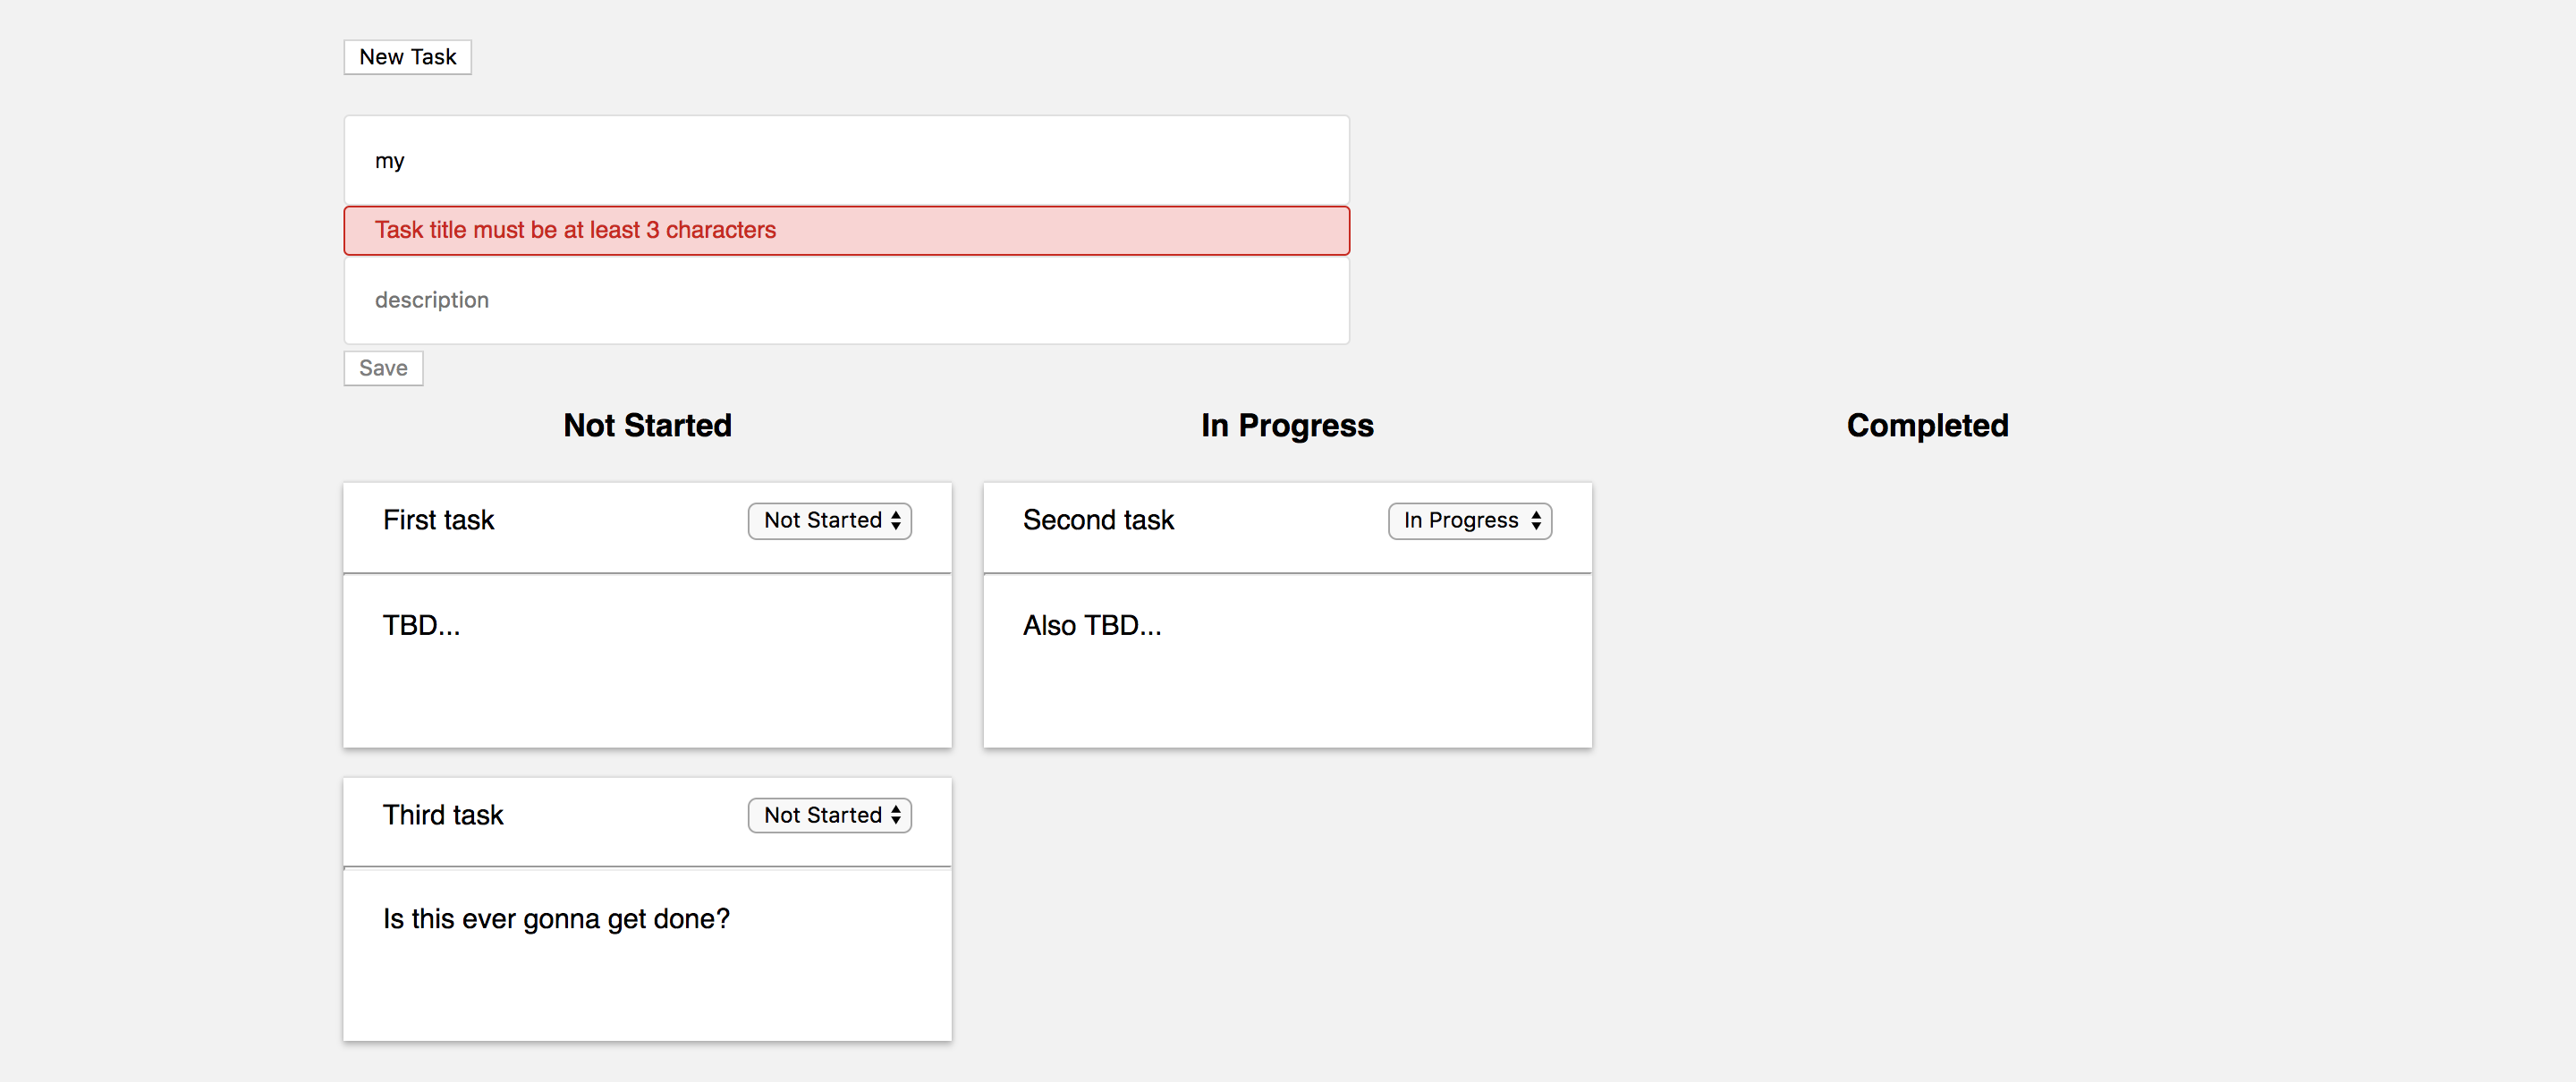 New Task
my
Task title must be at least 3 characters
description
Save
Not Started
In Progress
Completed
First task
Not Started
TBD...
Second task
In Progress
Also TBD...
Third task
Not Started
Is this ever gonna get done?